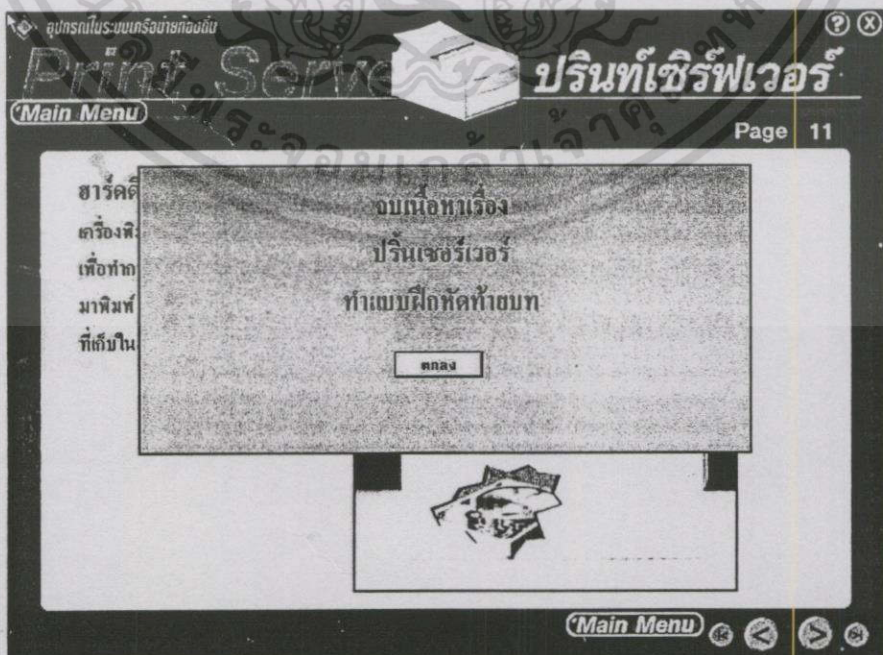 อุปกรณ์ในระบบเครือข่ายท้องถิ่น
Print Serve
ปรินท์เซิร์ฟเวอร์
Main Menu
Page 11
ฮาร์ดดิ
เครื่องพิ
เพื่อทำก
มาพิมพ์
ที่เก็บใน
จบเนื้อหาเรื่อง
ปริ้นเซอร์เวอร์
ทำแบบฝึกหัดท้ายบท
ตกลง
Main Menu